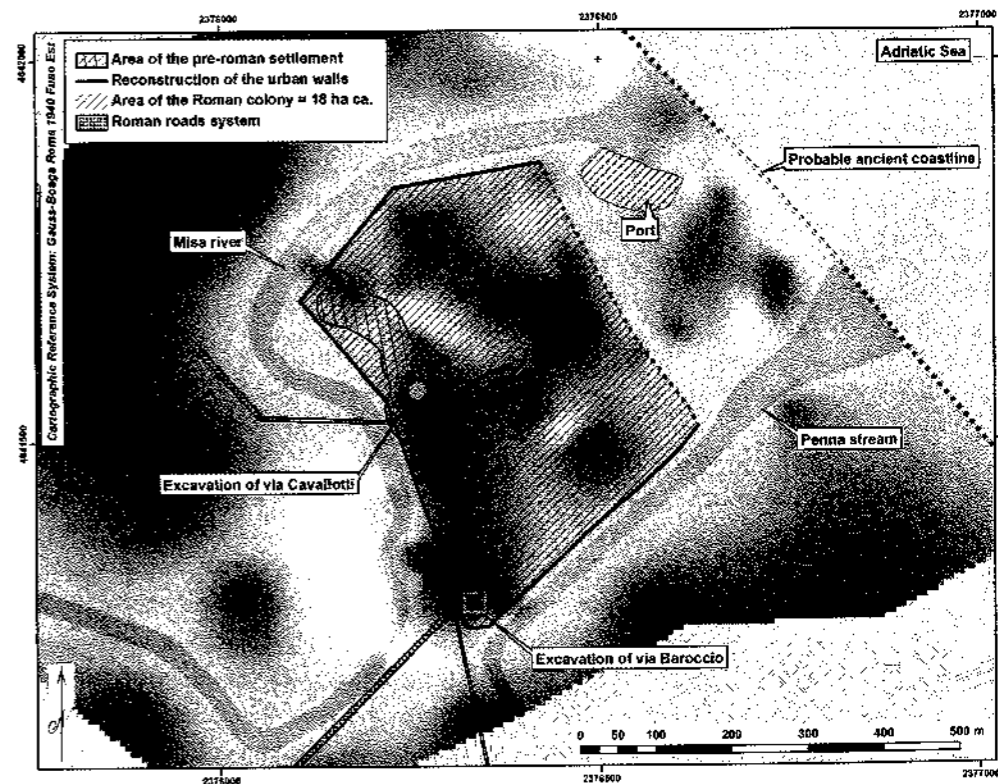 2376000
2376500
2377000
Adriatic Sea
Area of the pre-roman settlement
Reconstruction of the urban walls
Area of the Roman colony = 18 ha ca.
Roman roads system
Cartographic Reference System: Gauss-Boaga Roma 1940 Fuso Est
4642000
Probable ancient coastline
Port
Misa river
4641500
Penna stream
Excavation of via Cavallotti
Excavation of via Baroccio
0 50 100 200 300 400 500 m
2376000
2376500
2377000